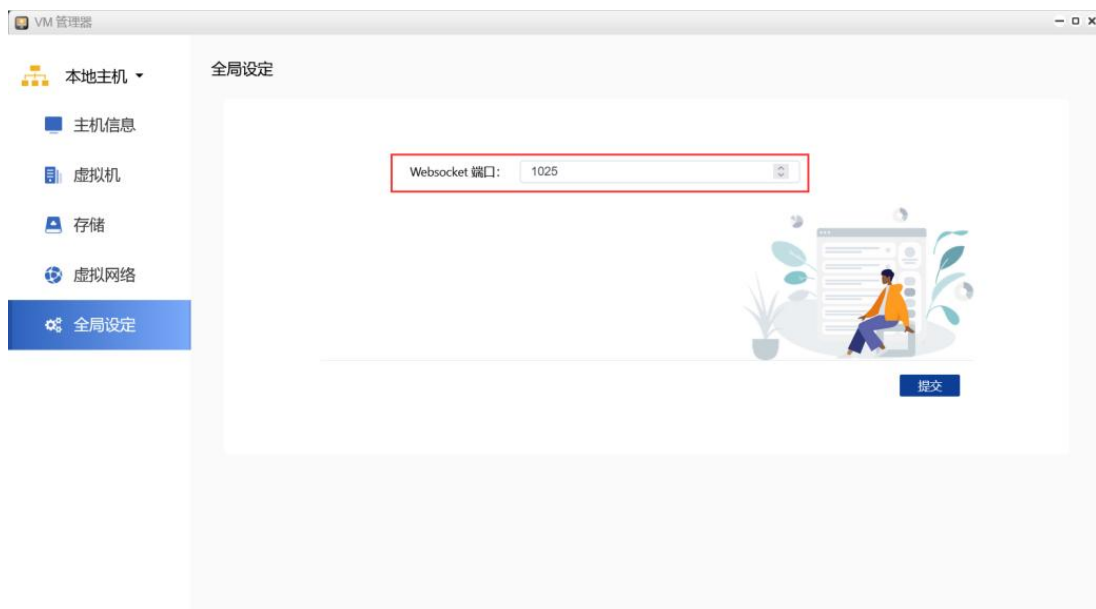 VM 管理器
本地主机
全局设定
主机信息
虚拟机
存储
虚拟网络
全局设定
Websocket 端口：
1025
提交